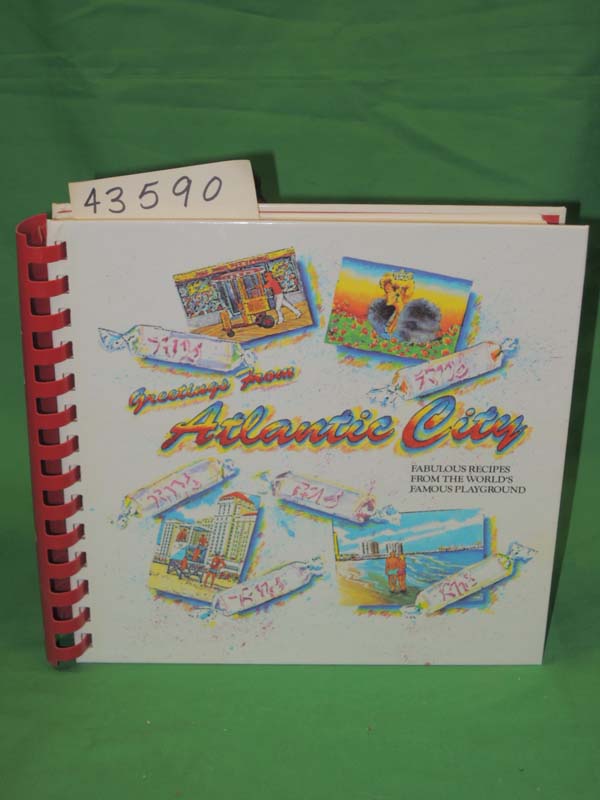 43590
Greetings From
Atlantic City
FABULOUS RECIPES
FROM THE WORLD'S
FAMOUS PLAYGROUND